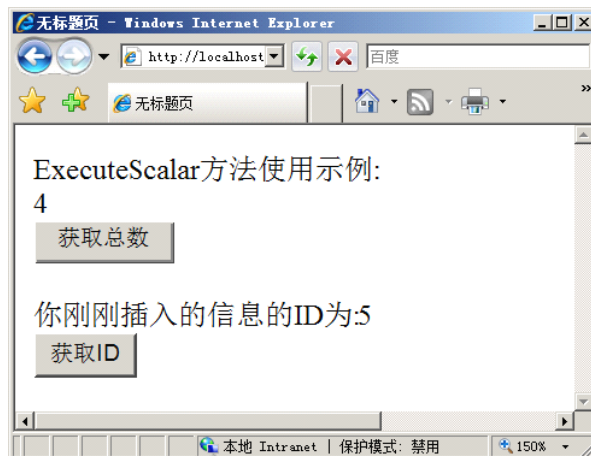 无标题页 - Windows Internet Explorer
http://localhost
百度
无标题页
»
ExecuteScalar方法使用示例:
4
获取总数
你刚刚插入的信息的ID为:5
获取ID
本地 Intranet | 保护模式: 禁用
150%